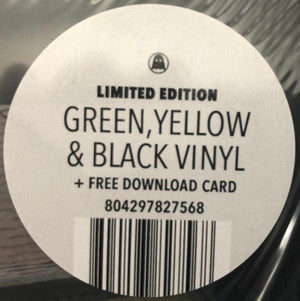 LIMITED EDITION
GREEN, YELLOW
& BLACK VINYL
+ FREE DOWNLOAD CARD
804297827568